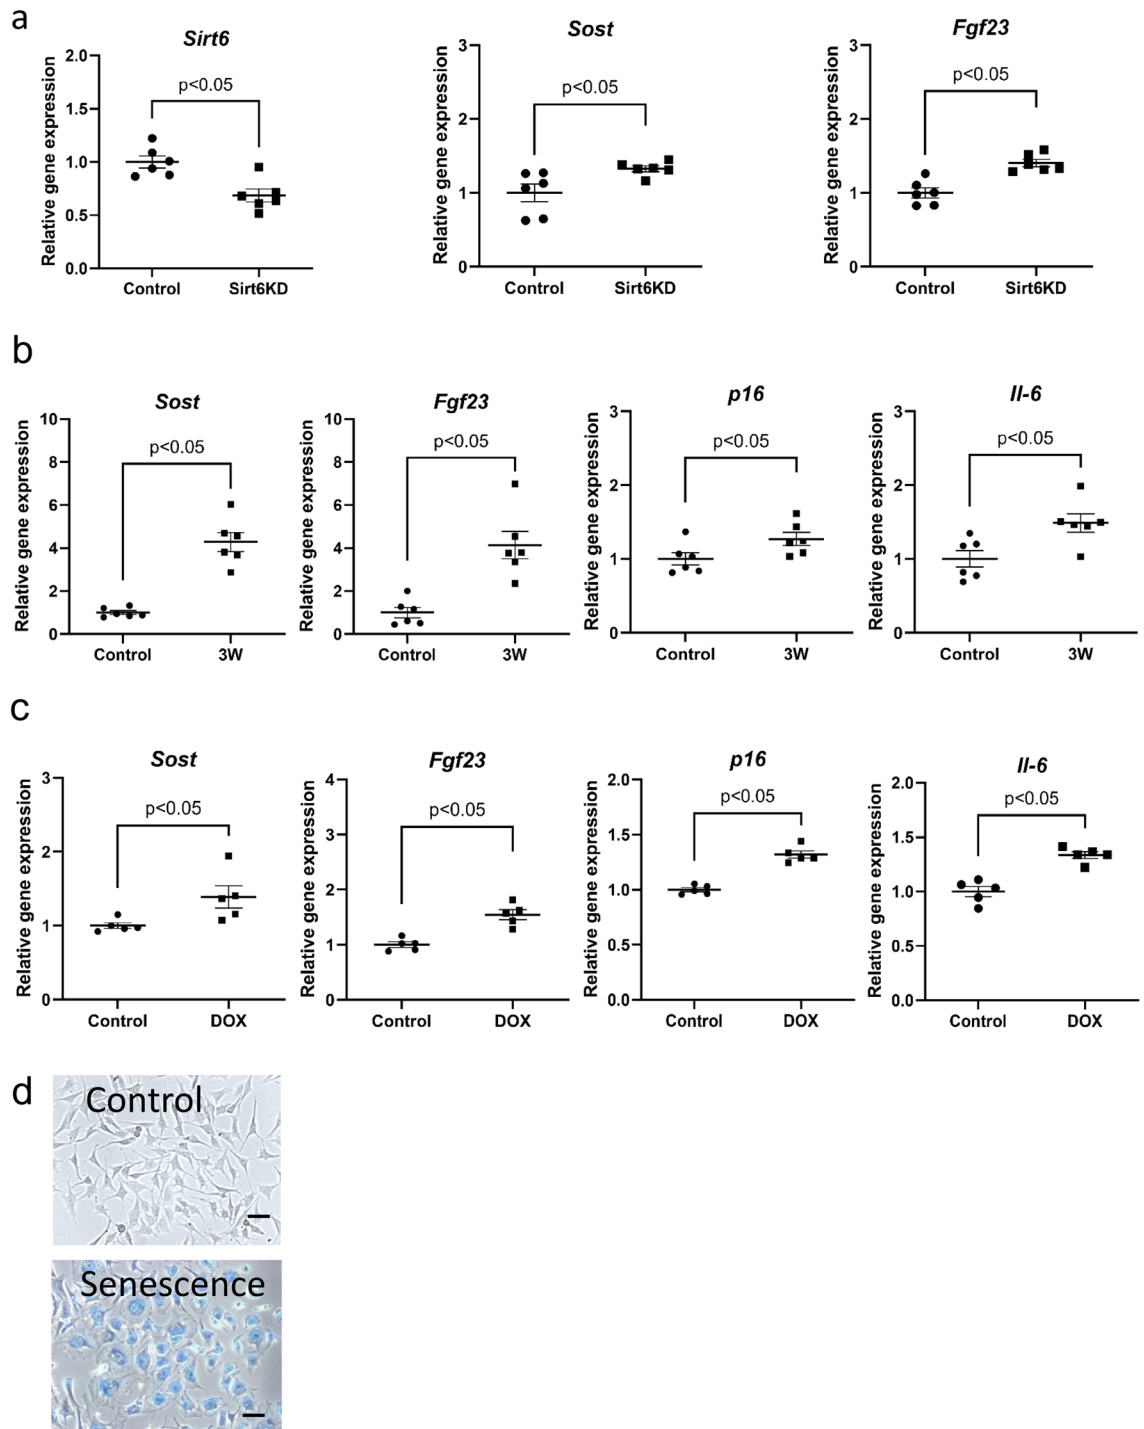 a
Sirt6
Sost
Fgf23
Relative gene expression
2.0
1.5
1.0
0.5
0.0
p<0.05
Control
Sirt6KD
Relative gene expression
3
2
1
0
p<0.05
Control
Sirt6KD
Relative gene expression
3
2
1
0
p<0.05
Control
Sirt6KD
b
Sost
Relative gene expression
10
8
6
4
2
0
p<0.05
Control
3W
Fgf23
Relative gene expression
10
8
6
4
2
0
p<0.05
Control
3W
p16
Relative gene expression
3
2
1
0
p<0.05
Control
3W
Il-6
Relative gene expression
3
2
1
0
p<0.05
Control
3W
c
Sost
Relative gene expression
3
2
1
0
p<0.05
Control
DOX
Fgf23
Relative gene expression
4
3
2
1
0
p<0.05
Control
DOX
p16
Relative gene expression
2.0
1.5
1.0
0.5
0.0
p<0.05
Control
DOX
Il-6
Relative gene expression
2.0
1.5
1.0
0.5
0.0
p<0.05
Control
DOX
d
Control
Senescence